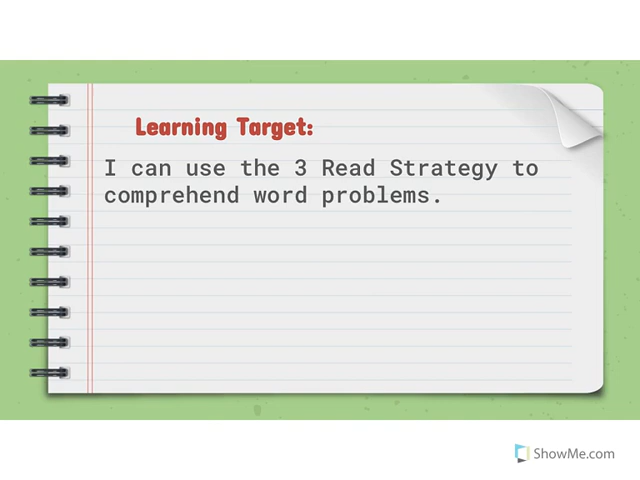 Learning Target:
I can use the 3 Read Strategy to
comprehend word problems.
ShowMe.com